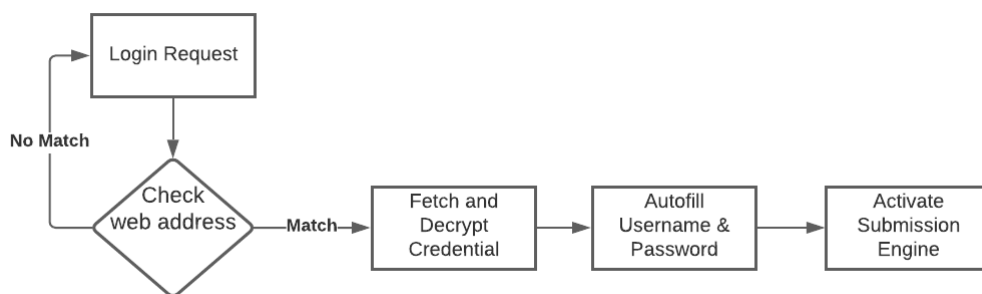 Login Request
No Match
Check
web address
Match
Fetch and
Decrypt
Credential
Autofill
Username &
Password
Activate
Submission
Engine